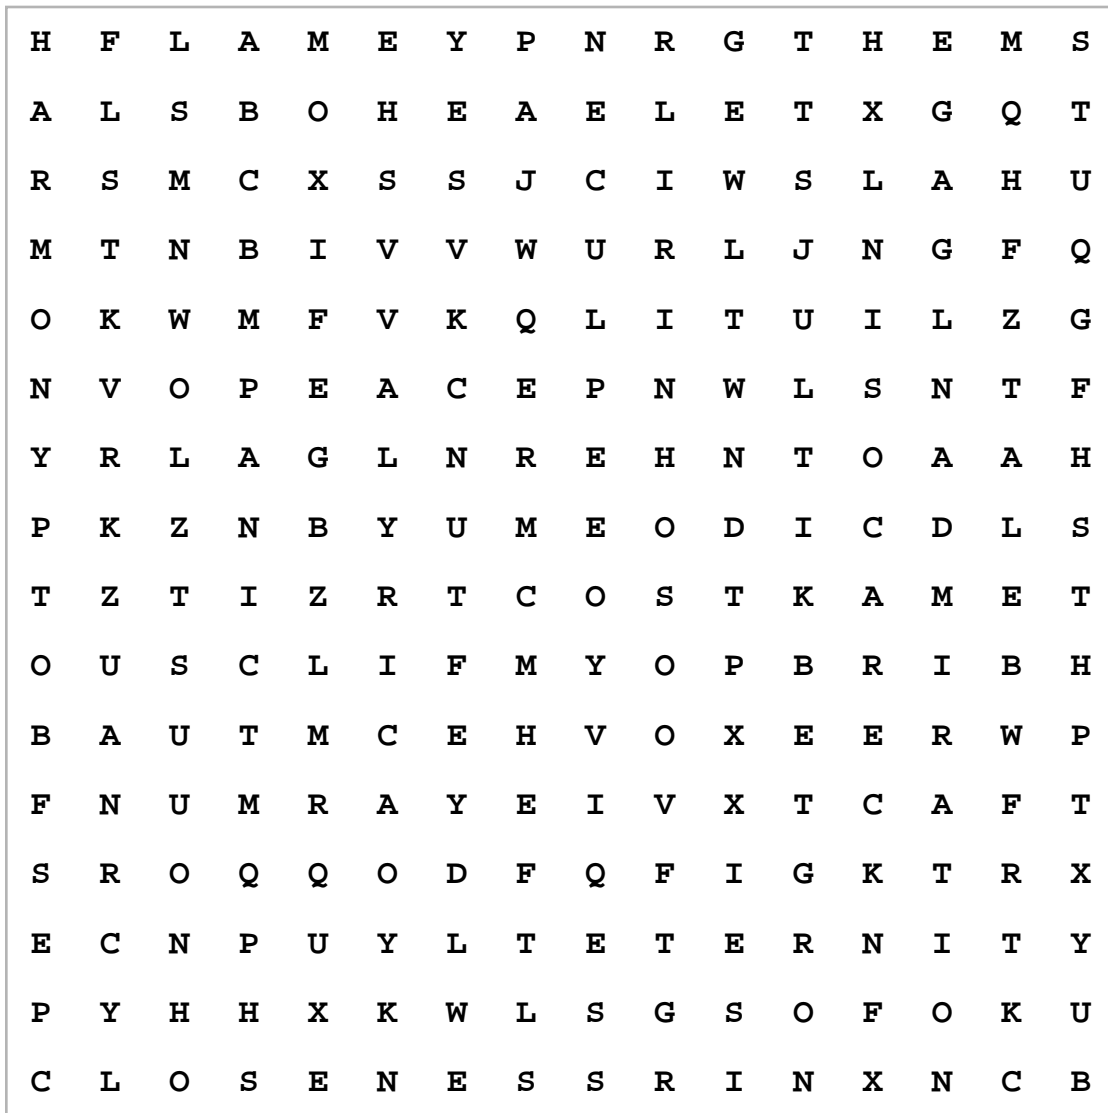 H F L A M E Y P N R G T H E M S
A L S B O H E A E L E T X G Q T
R S M C X S S J C I W S L A H U
M T N B I V V W U R L J N G F Q
O K W M F V K Q L I T U I L Z G
N V O P E A C E P N W L S N T F
Y R L A G L N R E H N T O A A H
P K Z N B Y U M E O D I C D L S
T Z T I Z R T C O S T K A M E T
O U S C L I F M Y O P B R I B H
B A U T M C E H V O X E E R W P
F N U M R A Y E I V X T C A F T
S R O Q Q O D F Q F I G K T R X
E C N P U Y L T E T E R N I T Y
P Y H H X K W L S G S O F O K U
C L O S E N E S S R I N X N C B